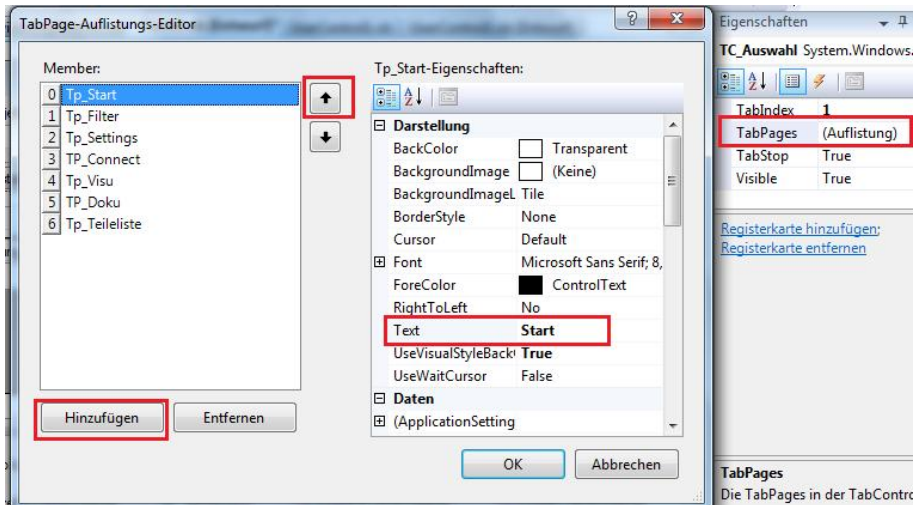 TabPage-Auflistungs-Editor
Member:
0 Tp_Start
1 Tp_Filter
2 Tp_Settings
3 TP_Connect
4 Tp_Visu
5 TP_Doku
6 Tp_Teileliste
Hinzufügen
Entfernen
Tp_Start-Eigenschaften:
Darstellung
BackColor Transparent
BackgroundImage (Keine)
BackgroundImageL Tile
BorderStyle None
Cursor Default
Font Microsoft Sans Serif; 8,
ForeColor ControlText
RightToLeft No
Text Start
UseVisualStyleBack True
UseWaitCursor False
Daten
(ApplicationSetting
OK
Abbrechen
Eigenschaften
TC_Auswahl System.Windows.
TabIndex 1
TabPages (Auflistung)
TabStop True
Visible True
Registerkarte hinzufügen;
Registerkarte entfernen
TabPages
Die TabPages in der TabContro